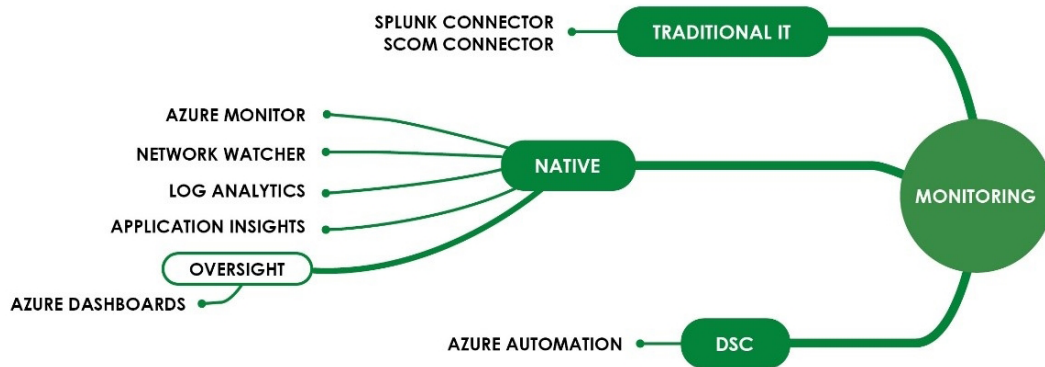 SPLUNK CONNECTOR
SCOM CONNECTOR
TRADITIONAL IT
AZURE MONITOR
NETWORK WATCHER
LOG ANALYTICS
APPLICATION INSIGHTS
OVERSIGHT
AZURE DASHBOARDS
NATIVE
MONITORING
AZURE AUTOMATION
DSC